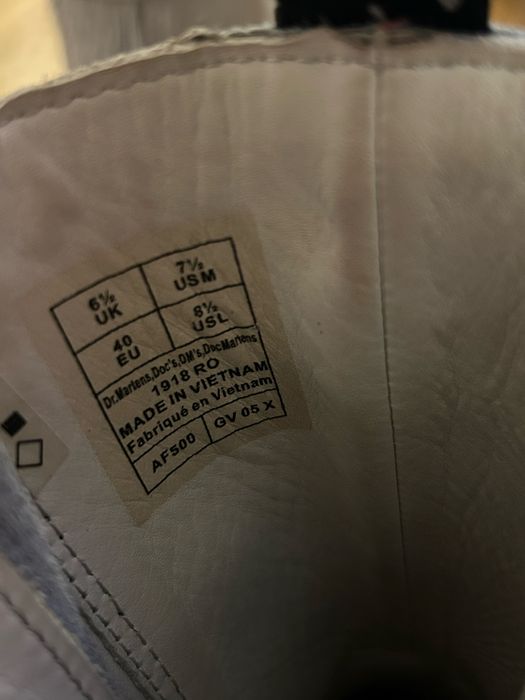 6½ UK
7½ USM
40 EU
8½ USL
Dr.Martens,Doc's,DM's,DocMartens
1918 RO
MADE IN VIETNAM
Fabriqué en Vietnam
AF500
GV 05 X